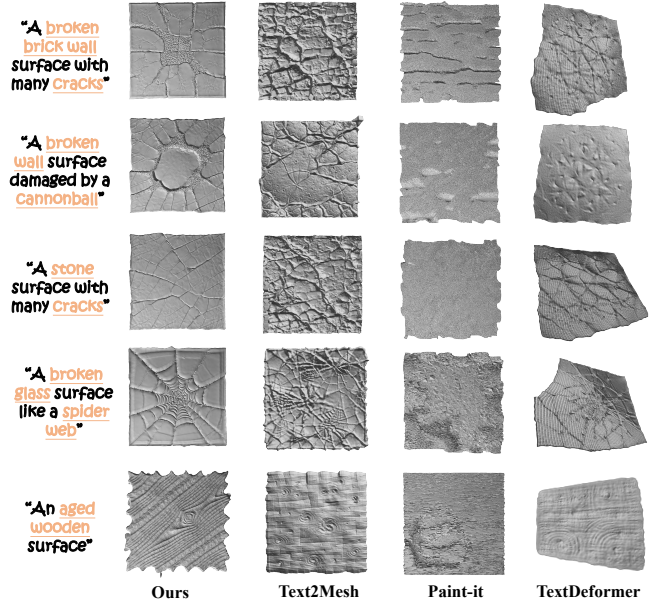 “A broken
brick wall
surface with
many cracks”
“A broken
wall surface
damaged by a
cannonball”
“A stone
surface with
many cracks”
“A broken
glass surface
like a spider
web”
“An aged
wooden
surface”
Ours Text2Mesh Paint-it TextDeformer